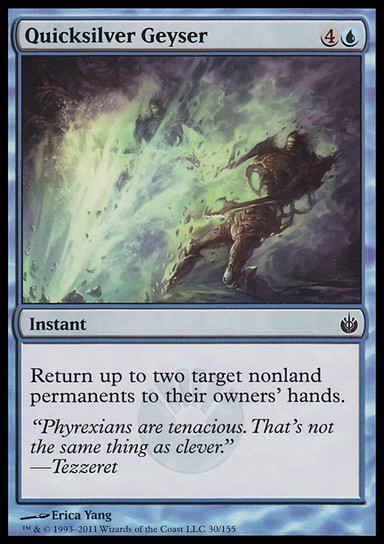 Quicksilver Geyser 4
Instant
Return up to two target nonland
permanents to their owners' hands.
"Phyrexians are tenacious. That's not
the same thing as clever."
—Tezzeret
Erica Yang
™ & © 1993–2011 Wizards of the Coast LLC 30/155